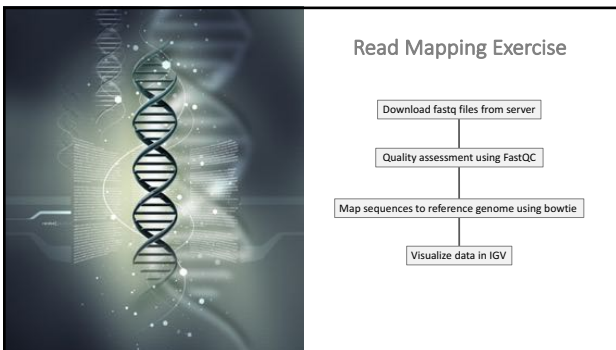 Read Mapping Exercise
Download fastq files from server
Quality assessment using FastQC
Map sequences to reference genome using bowtie
Visualize data in IGV